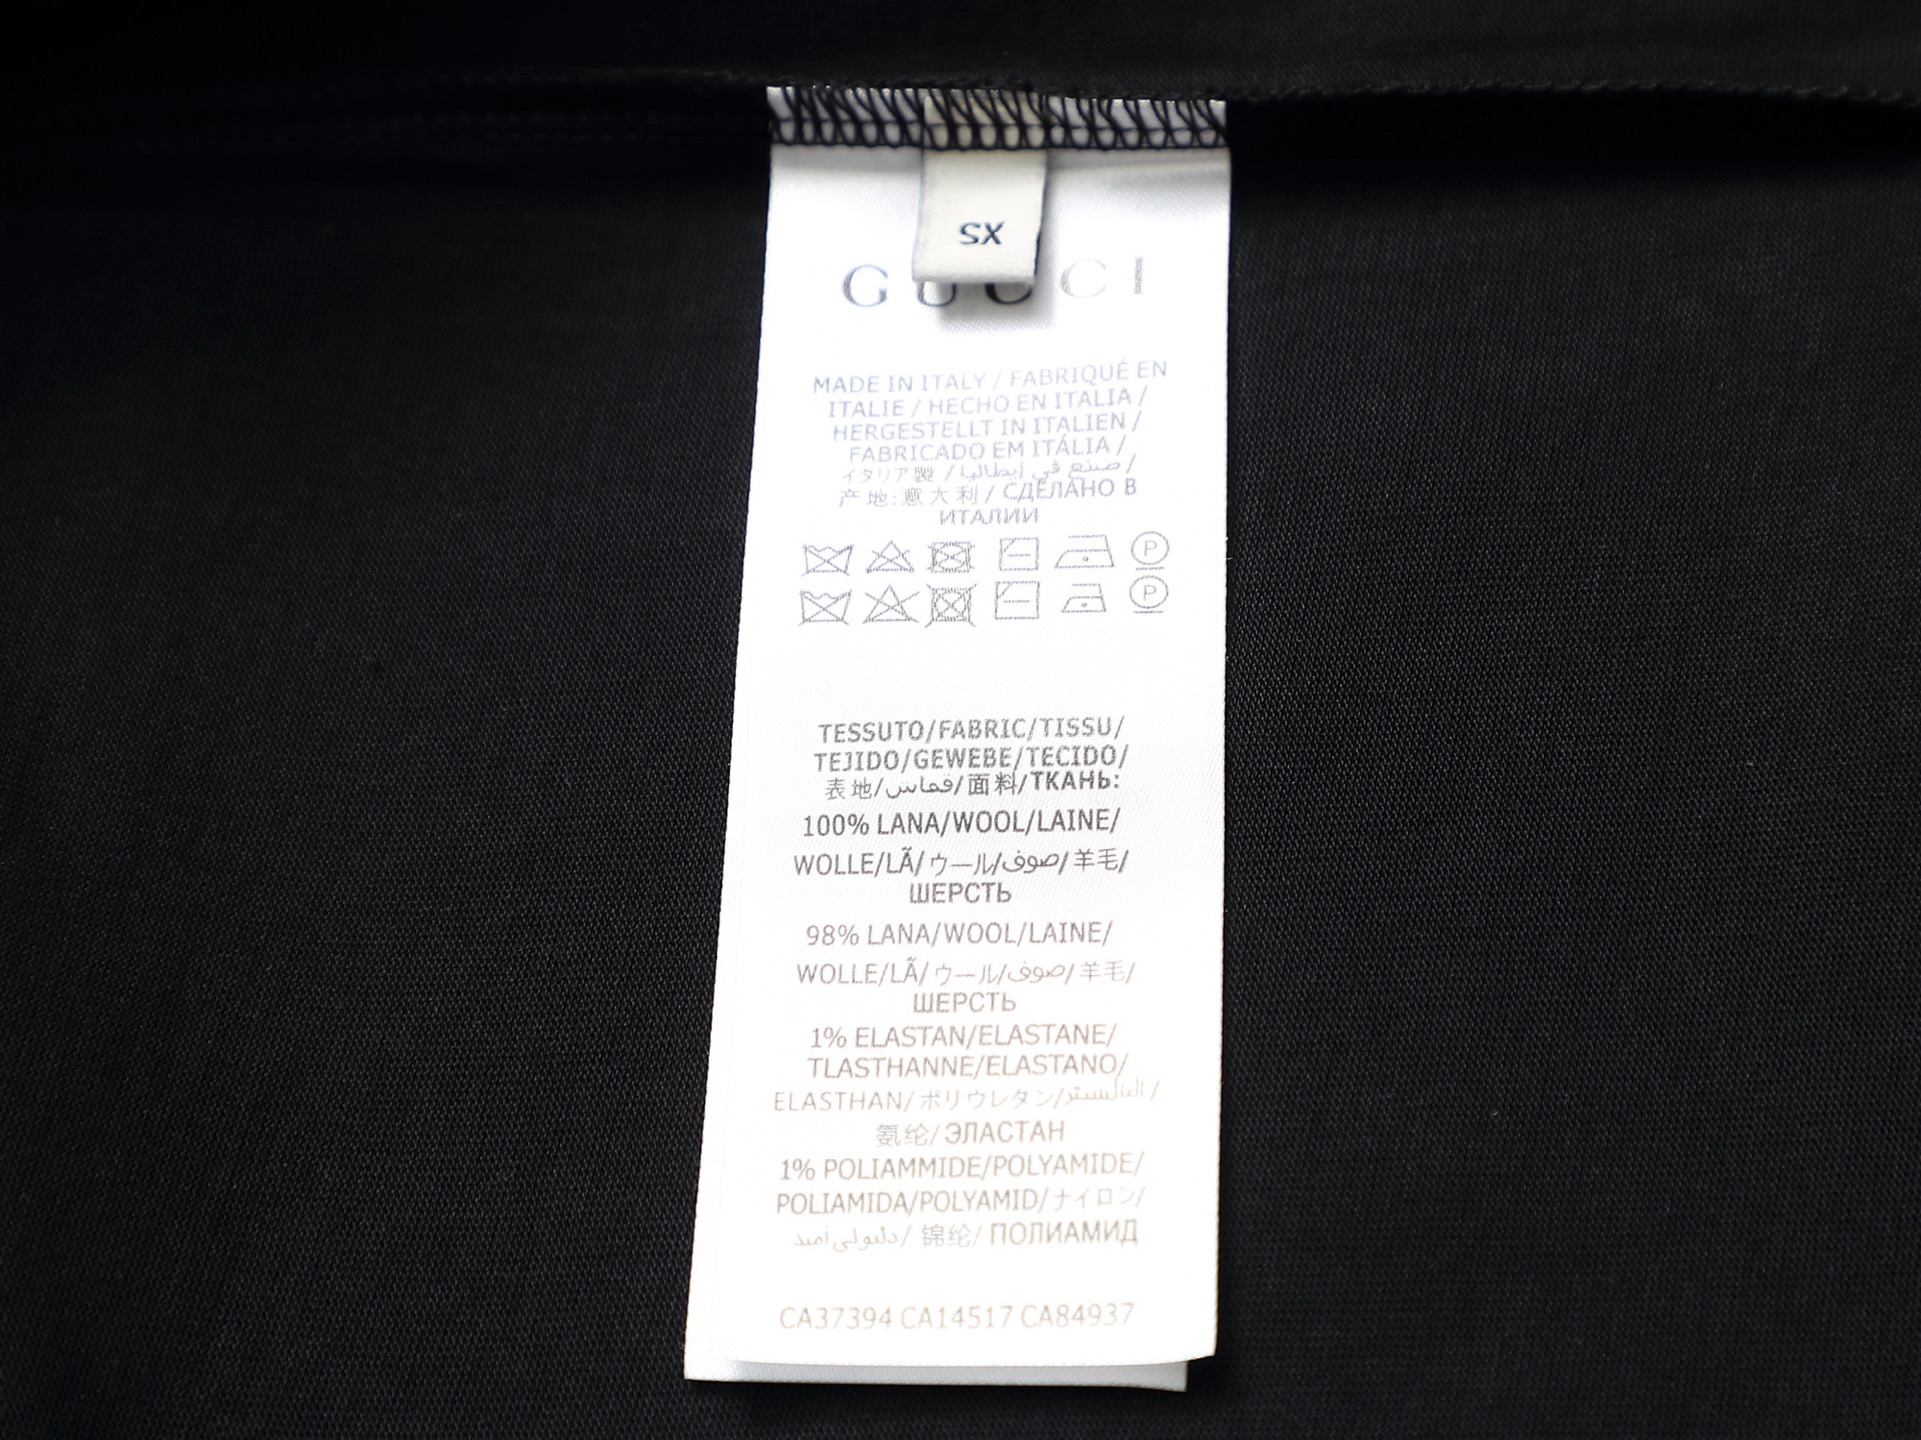 SX
GUCCI
MADE IN ITALY / FABRIQUÉ EN
ITALIE / HECHO EN ITALIA /
HERGESTELLT IN ITALIEN /
FABRICADO EM ITÁLIA /
イタリア製 / صنع في إيطاليا /
产地:意大利 / СДЕЛАНО В
ИТАЛИИ
P
P
TESSUTO/FABRIC/TISSU/
TEJIDO/GEWEBE/TECIDO/
表地/قماش/面料/ТКАНЬ:
100% LANA/WOOL/LAINE/
WOLLE/LÃ/ウール/صوف/羊毛/
ШЕРСТЬ
98% LANA/WOOL/LAINE/
WOLLE/LÃ/ウール/صوف/羊毛/
ШЕРСТЬ
1% ELASTAN/ELASTANE/
TLASTHANNE/ELASTANO/
ELASTHAN/ポリウレタン/
氨纶/ЭЛАСТАН
1% POLIAMMIDE/POLYAMIDE/
POLIAMIDA/POLYAMID/ナイロン/
/锦纶/ПОЛИАМИД
CA37394 CA14517 CA84937